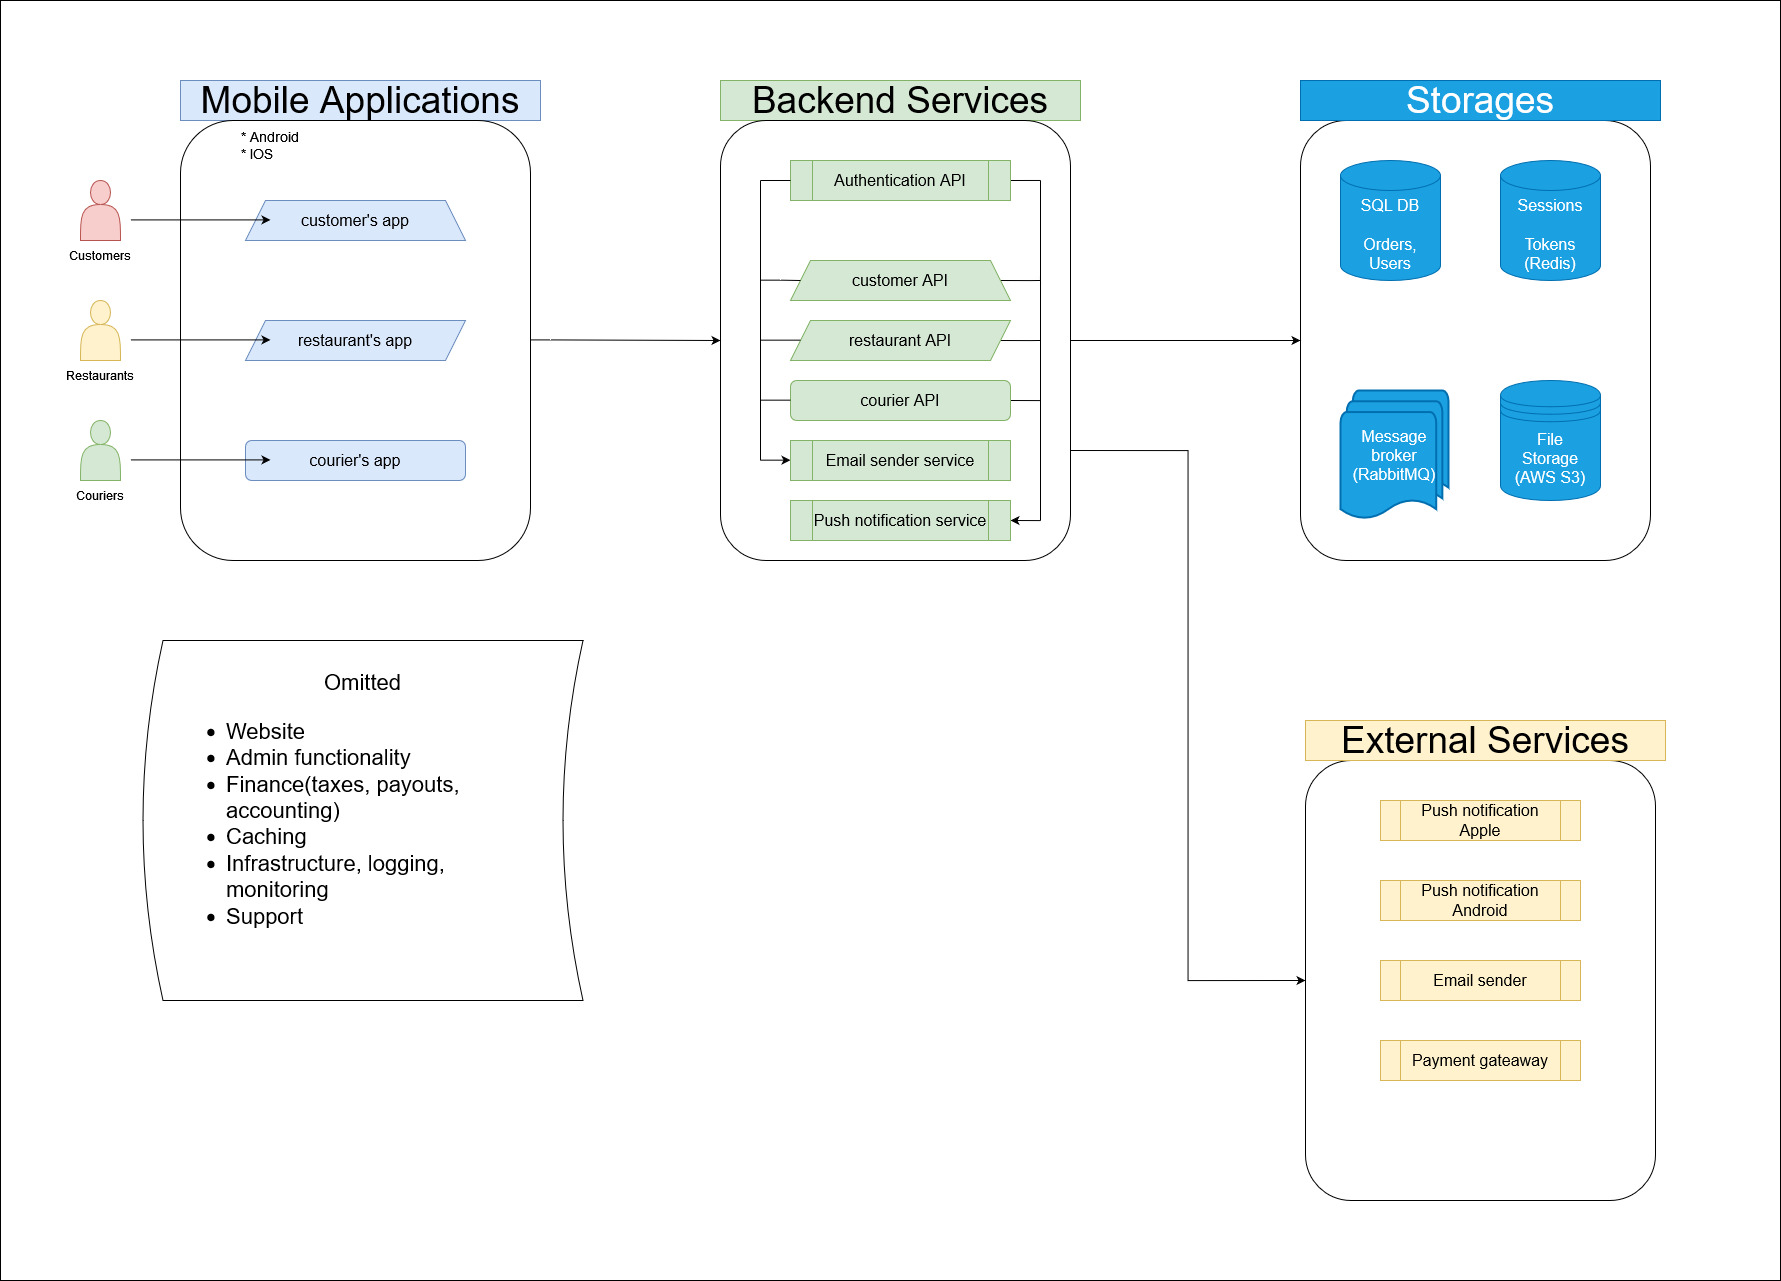 Mobile Applications
* Android
* IOS
Customers
customer's app
Restaurants
restaurant's app
Couriers
courier's app
Backend Services
Authentication API
customer API
restaurant API
courier API
Email sender service
Push notification service
Storages
SQL DB
Orders,
Users
Sessions
Tokens
(Redis)
Message
broker
(RabbitMQ)
File
Storage
(AWS S3)
Omitted
• Website
• Admin functionality
• Finance(taxes, payouts,
accounting)
• Caching
• Infrastructure, logging,
monitoring
• Support
External Services
Push notification
Apple
Push notification
Android
Email sender
Payment gateaway